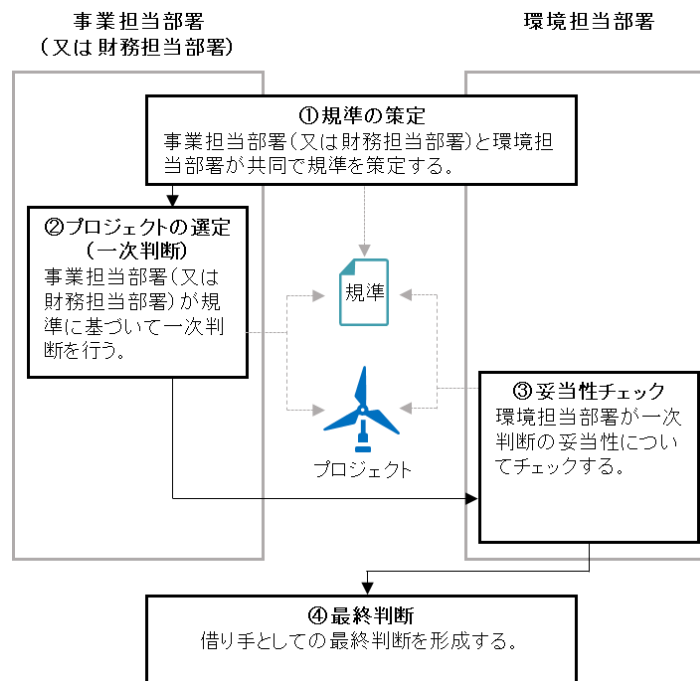 事業担当部署
(又は財務担当部署)
環境担当部署
①規準の策定
事業担当部署(又は財務担当部署)と環境担
当部署が共同で規準を策定する。
②プロジェクトの選定
(一次判断)
事業担当部署(又は
財務担当部署)が規
準に基づいて一次判
断を行う。
規準
プロジェクト
③妥当性チェック
環境担当部署が一次
判断の妥当性につい
てチェックする。
④最終判断
借り手としての最終判断を形成する。